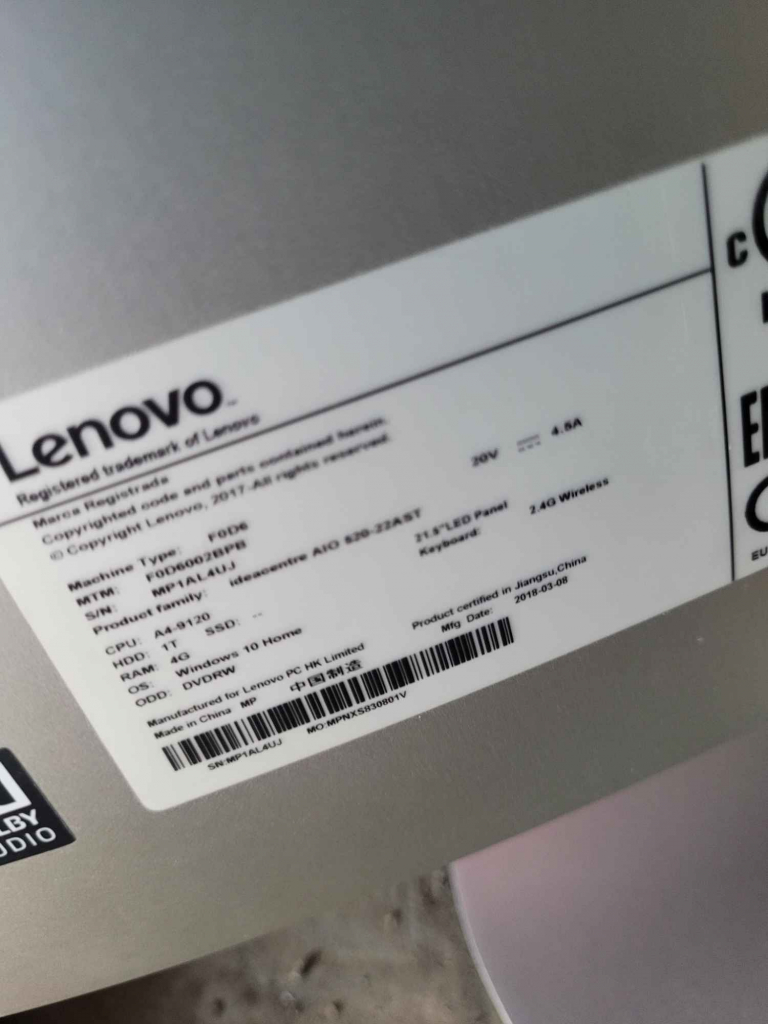 Lenovo
Registered trademark of Lenovo
Marca Registrada
Copyrighted code and parts contained herein.
© Copyright Lenovo, 2017-All rights reserved.
20V 4.5A
Machine Type: F0D6
MTM: F0D6002BPB
S/N: MP1AL4UJ
Product family: ideacentre AIO 520-22AST
21.5"LED Panel
Keyboard: 2.4G Wireless
CPU: A4-9120
HDD: 1T SSD: --
RAM: 4G
OS: Windows 10 Home
ODD: DVDRW
Product certified in Jiangsu,China
Mfg Date: 2018-03-08
Manufactured for Lenovo PC HK Limited
Made in China MP 中国制造
SN:MP1AL4UJ MO:MPNXS830801V
C
EU
LBY
UDIO